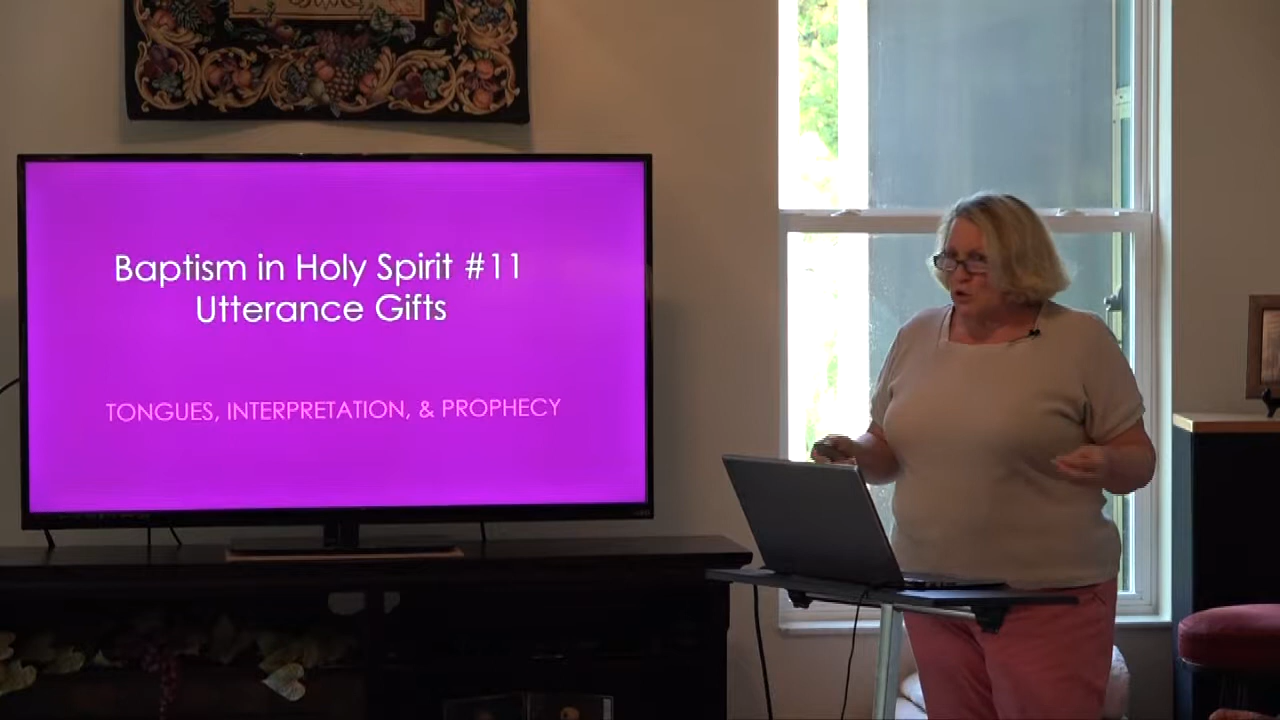 Baptism in Holy Spirit #11
Utterance Gifts
TONGUES, INTERPRETATION, & PROPHECY